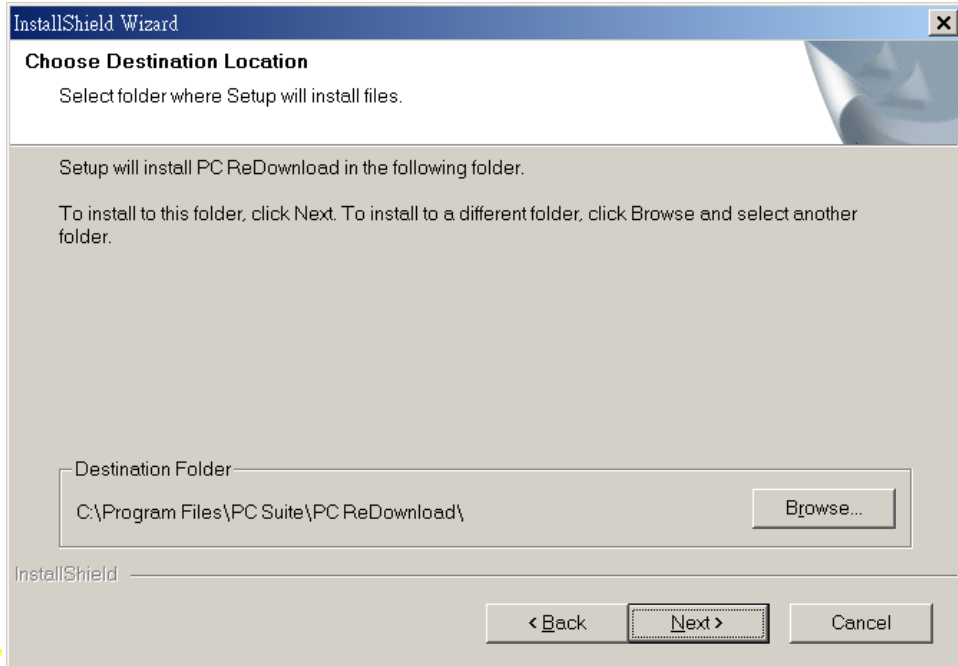 InstallShield Wizard
Choose Destination Location
Select folder where Setup will install files.
Setup will install PC ReDownload in the following folder.
To install to this folder, click Next. To install to a different folder, click Browse and select another
folder.
Destination Folder
C:\Program Files\PC Suite\PC ReDownload\
Browse...
InstallShield
< Back
Next >
Cancel